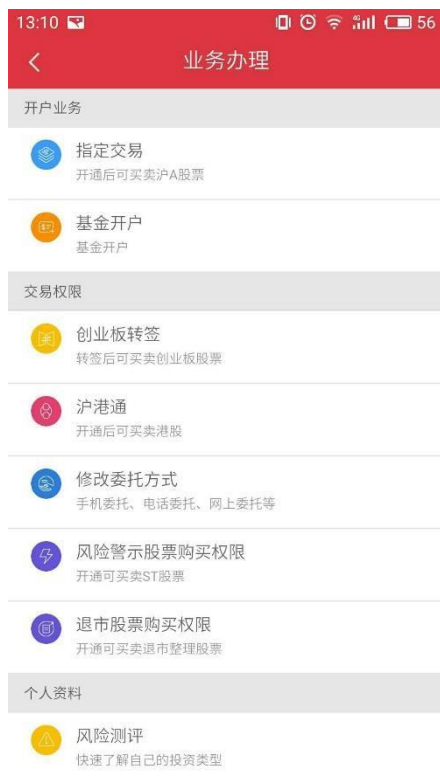 13:10 56
业务办理
开户业务
指定交易
开通后可买卖沪A股票
基金开户
基金开户
交易权限
创业板转签
转签后可买卖创业板股票
沪港通
开通后可买卖港股
修改委托方式
手机委托、电话委托、网上委托等
风险警示股票购买权限
开通可买卖ST股票
退市股票购买权限
开通可买卖退市整理股票
个人资料
风险测评
快速了解自己的投资类型